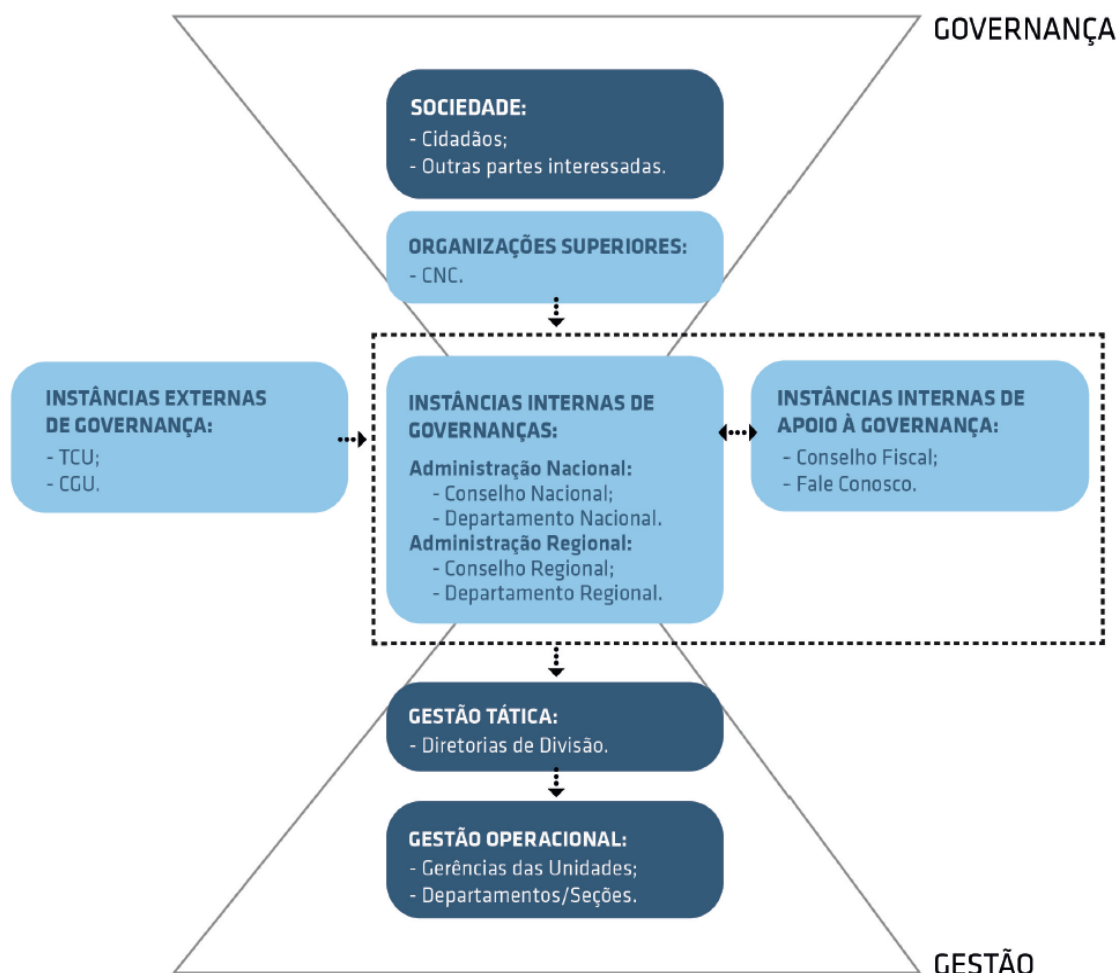 GOVERNANÇA
SOCIEDADE:
- Cidadãos;
- Outras partes interessadas.
ORGANIZAÇÕES SUPERIORES:
- CNC.
INSTÂNCIAS EXTERNAS
DE GOVERNANÇA:
- TCU;
- CGU.
INSTÂNCIAS INTERNAS DE
GOVERNANÇAS:
Administração Nacional:
- Conselho Nacional;
- Departamento Nacional.
Administração Regional:
- Conselho Regional;
- Departamento Regional.
INSTÂNCIAS INTERNAS DE
APOIO À GOVERNANÇA:
- Conselho Fiscal;
- Fale Conosco.
GESTÃO TÁTICA:
- Diretorias de Divisão.
GESTÃO OPERACIONAL:
- Gerências das Unidades;
- Departamentos/Seções.
GESTÃO